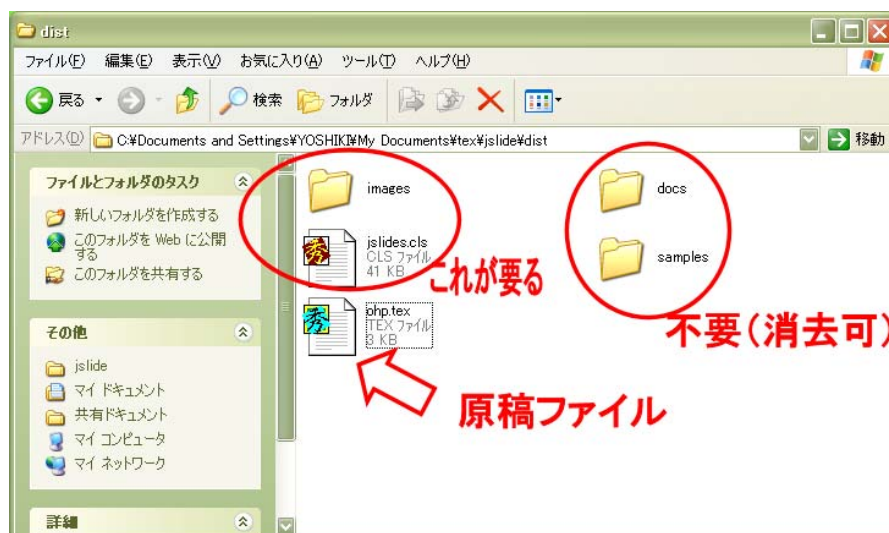 dist
ファイル(F) 編集(E) 表示(V) お気に入り(A) ツール(T) ヘルプ(H)
戻る 検索 フォルダ
アドレス(D) C:¥Documents and Settings¥YOSHIKI¥My Documents¥tex¥jslide¥dist 移動
ファイルとフォルダのタスク
新しいフォルダを作成する
このフォルダを Web に公開
する
このフォルダを共有する
その他
jslide
マイ ドキュメント
共有ドキュメント
マイ コンピュータ
マイ ネットワーク
詳細
images
docs
秀
jslides.cls
CLS ファイル
41 KB
samples
これが要る
秀
ohp.tex
TEX ファイル
3 KB
不要(消去可)
原稿ファイル